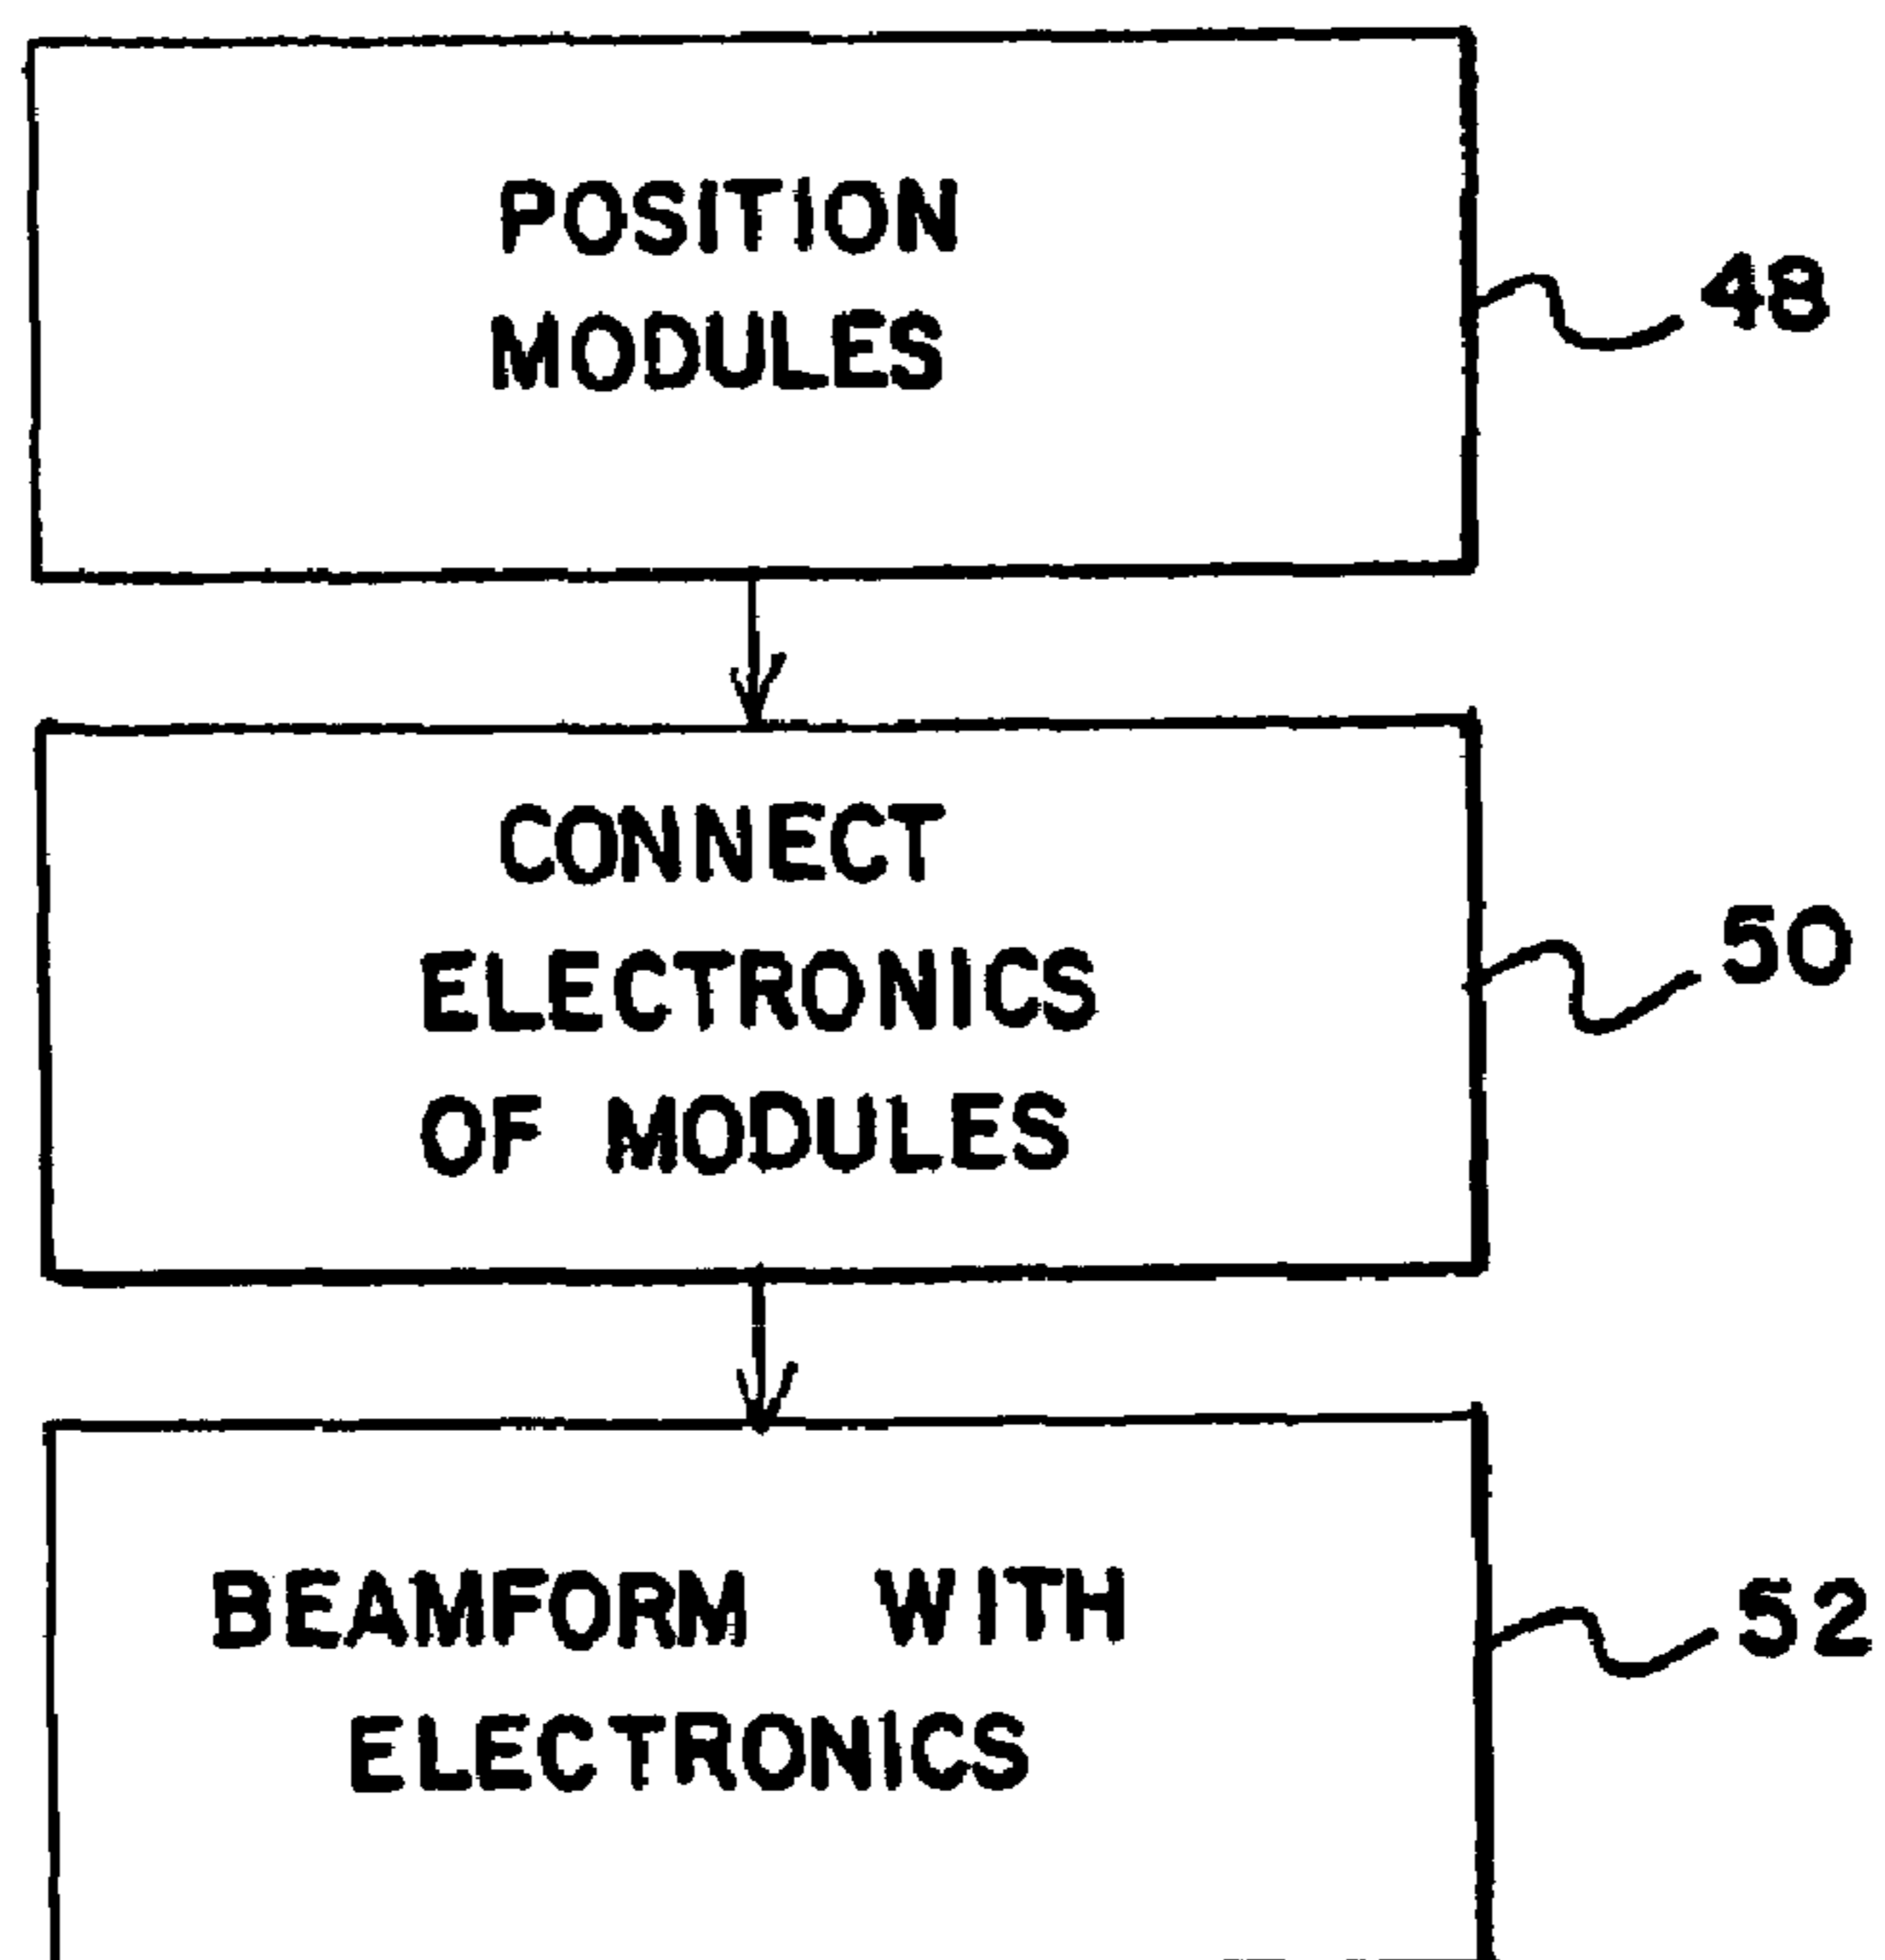 POSITION
MODULES
48
CONNECT
ELECTRONICS
OF MODULES
50
BEAMFORM WITH
ELECTRONICS
52